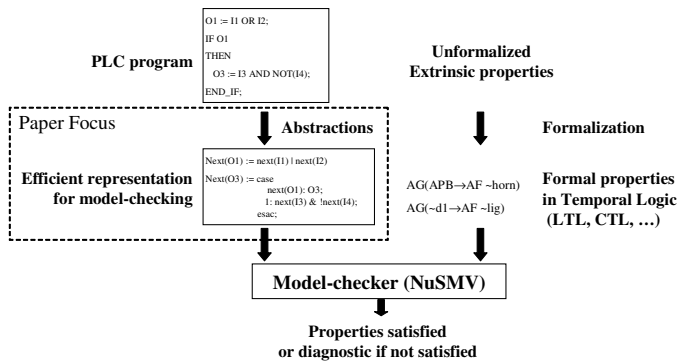 O1 := I1 OR I2;
IF O1
THEN
O3 := I3 AND NOT(I4);
END_IF;
PLC program
Unformalized
Extrinsic properties
Paper Focus
Abstractions
Formalization
Efficient representation
for model-checking
Next(O1) := next(I1) | next(I2)
Next(O3) := case
next(O1): O3;
1: next(I3) & !next(I4);
esac;
AG(APB→AF ~horn)
AG(~d1→AF ~lig)
Formal properties
in Temporal Logic
(LTL, CTL, …)
Model-checker (NuSMV)
Properties satisfied
or diagnostic if not satisfied